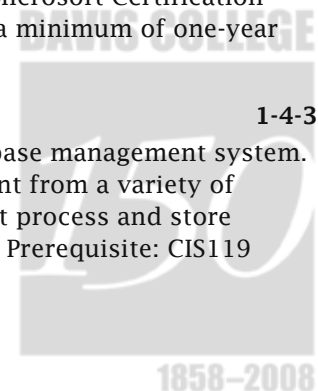 DAVIS COLLEGE
Microsoft Certification
a minimum of one-year
1-4-3
base management system.
nt from a variety of
t process and store
Prerequisite: CIS119
150
1858–2008